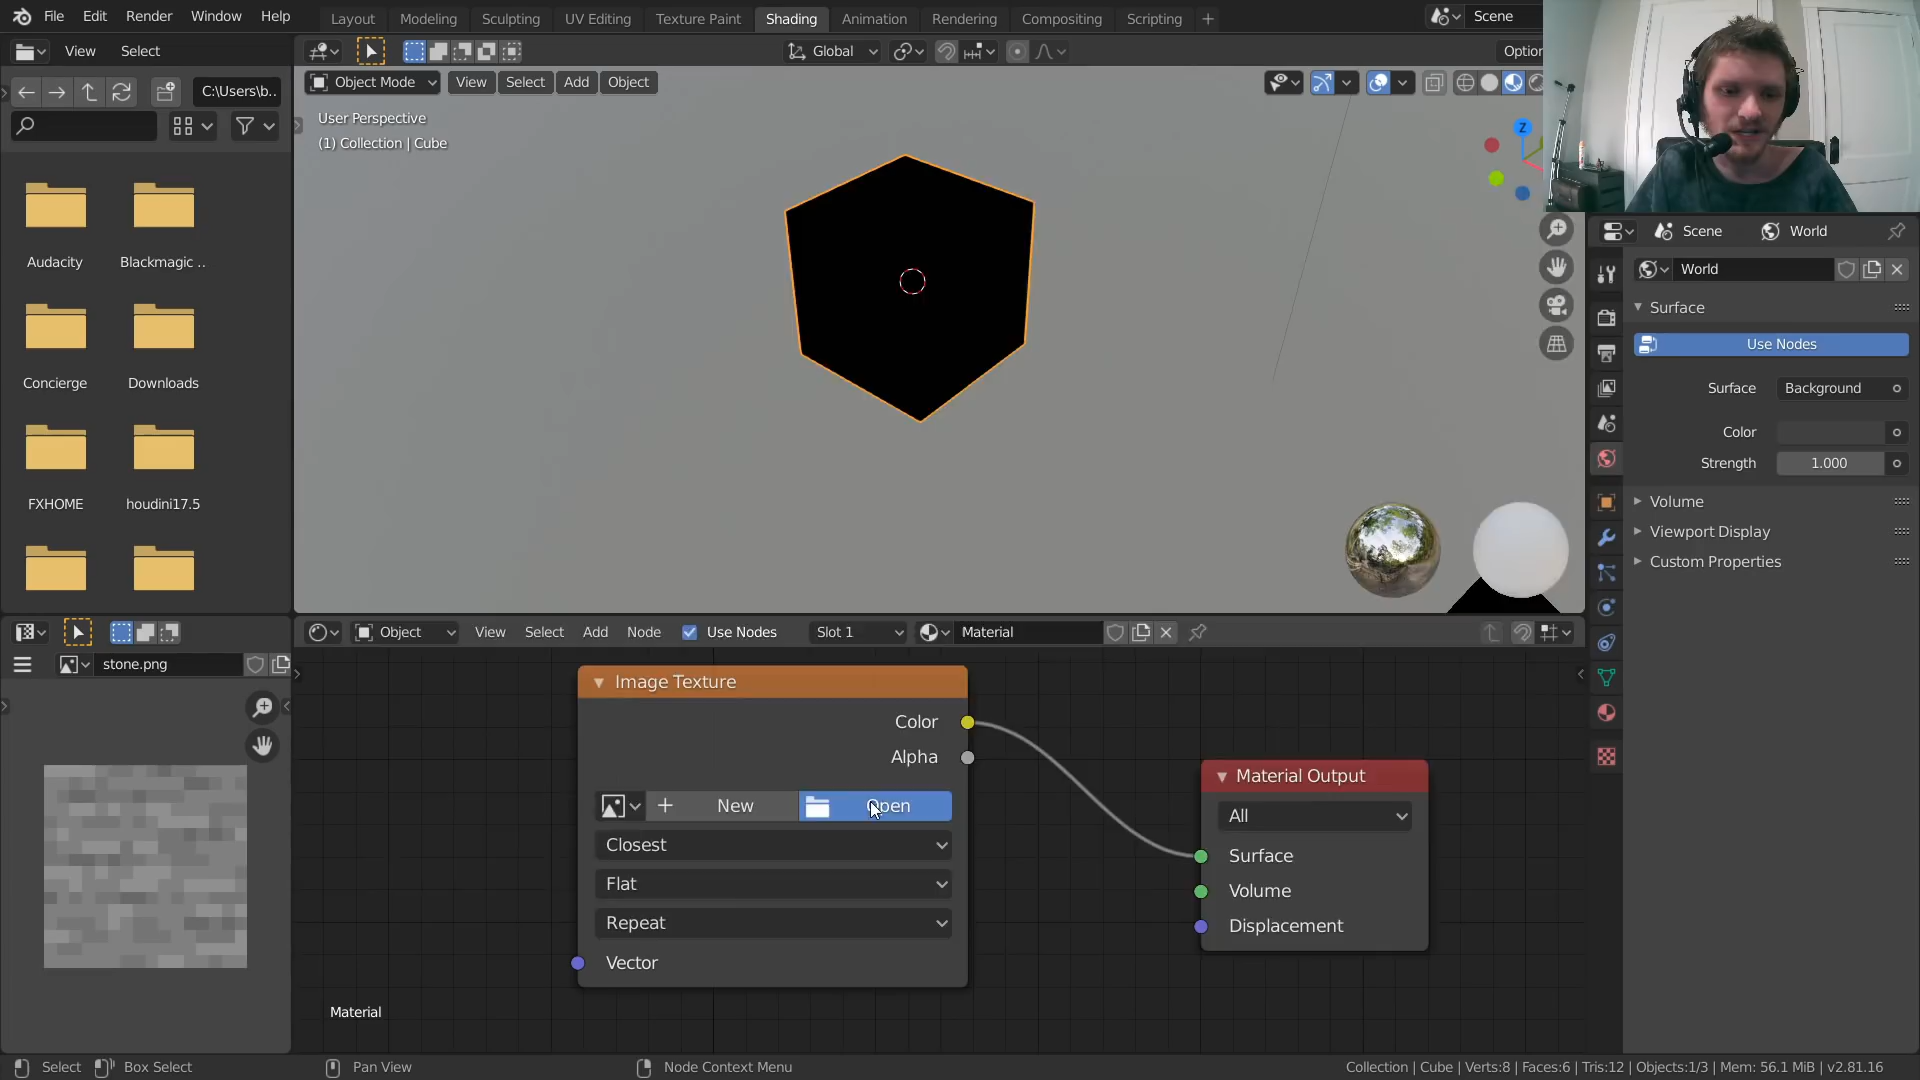 File Edit Render Window Help
Layout Modeling Sculpting UV Editing Texture Paint Shading Animation Rendering Compositing Scripting +
Scene
View Select
Global
Optio
C:\Users\b..
Object Mode View Select Add Object
User Perspective
(1) Collection | Cube
Z
Audacity Blackmagic ..
Concierge Downloads
FXHOME houdini17.5
Scene World
World
Surface
Use Nodes
Surface Background
Color
Strength 1.000
Volume
Viewport Display
Custom Properties
Object View Select Add Node Use Nodes Slot 1 Material
stone.png
Image Texture
Color
Alpha
+ New Open
Closest
Flat
Repeat
Vector
Material Output
All
Surface
Volume
Displacement
Material
Select Box Select Pan View Node Context Menu Collection | Cube | Verts:8 | Faces:6 | Tris:12 | Objects:1/3 | Mem: 56.1 MiB | v2.81.16